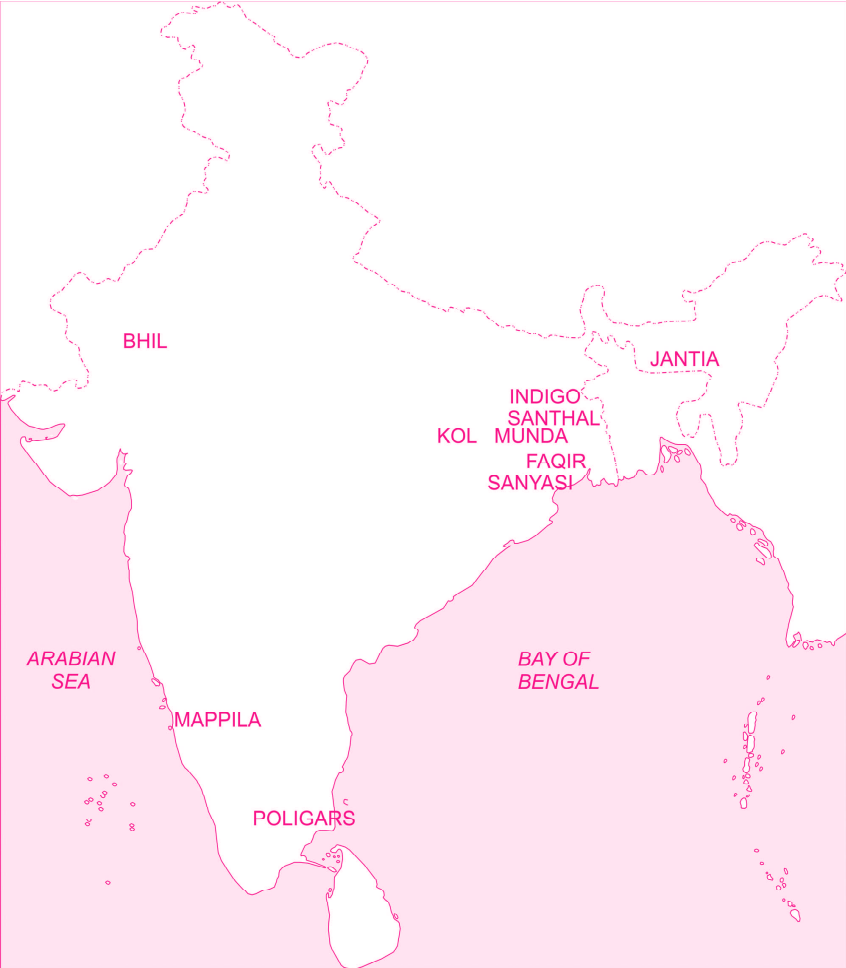 BHIL
JANTIA
INDIGO
SANTHAL
KOL MUNDA
FAQIR
SANYASI
ARABIAN
SEA
BAY OF
BENGAL
MAPPILA
POLIGARS